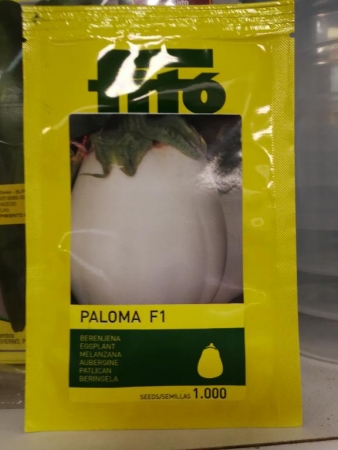 fitó
PALOMA F1
BERENJENA
EGGPLANT
MELANZANA
AUBERGINE
PATLICAN
BERINGELA
SEEDS/SEMILLAS 1.000